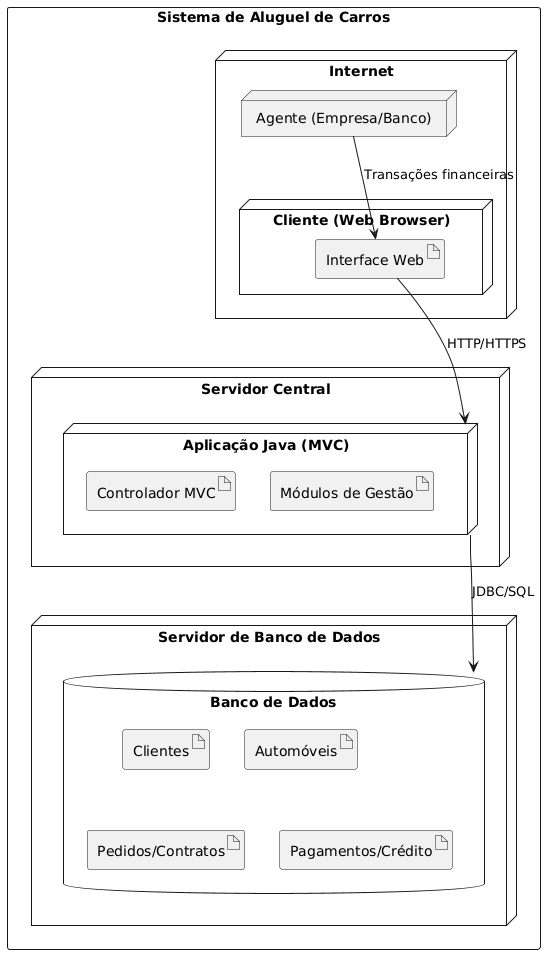 Sistema de Aluguel de Carros
Internet
Agente (Empresa/Banco)
Transações financeiras
Cliente (Web Browser)
Interface Web
HTTP/HTTPS
Servidor Central
Aplicação Java (MVC)
Controlador MVC
Módulos de Gestão
JDBC/SQL
Servidor de Banco de Dados
Banco de Dados
Clientes
Automóveis
Pedidos/Contratos
Pagamentos/Crédito